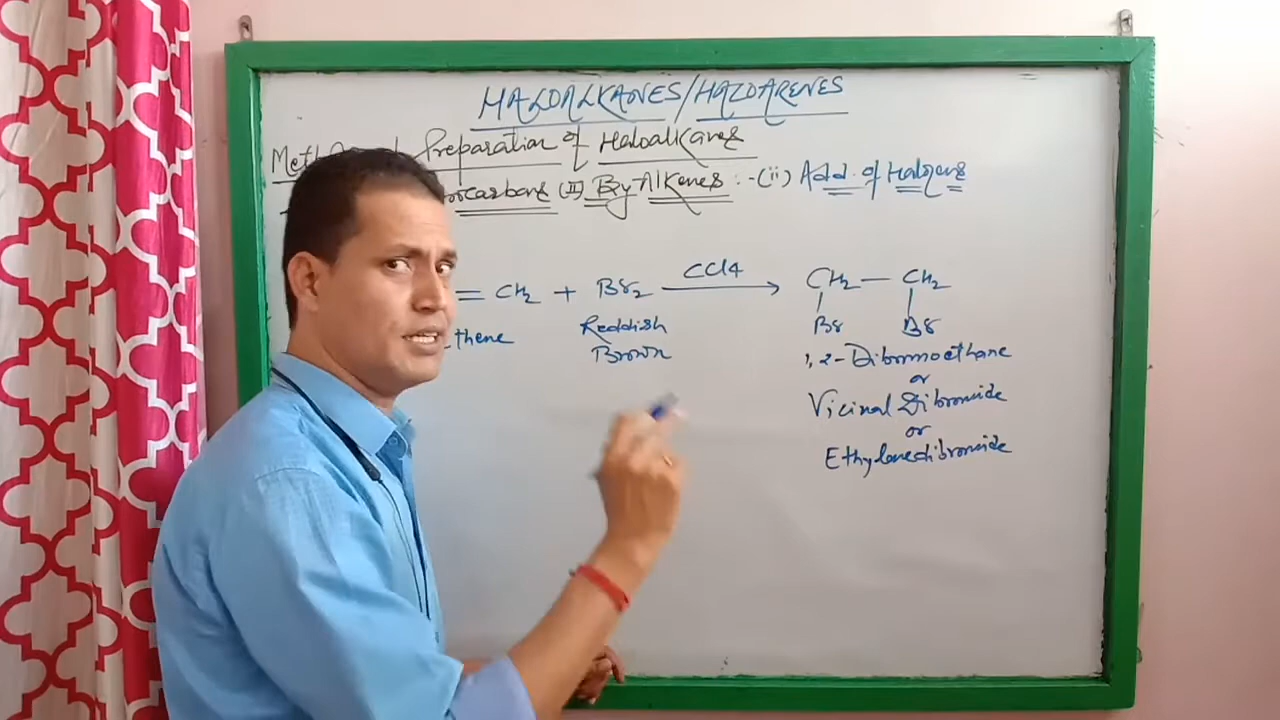 HALOALKANES/HALOARENES
Preparation of Haloalkanes
(II) By Alkenes :-(ii) Add. of Halogens
= CH2 + Br2 CCl4 CH2 — CH2
Br Br
thene Reddish
Brown
1,2-Dibromoethane
or
Vicinal Dibromide
or
Ethylenedibromide